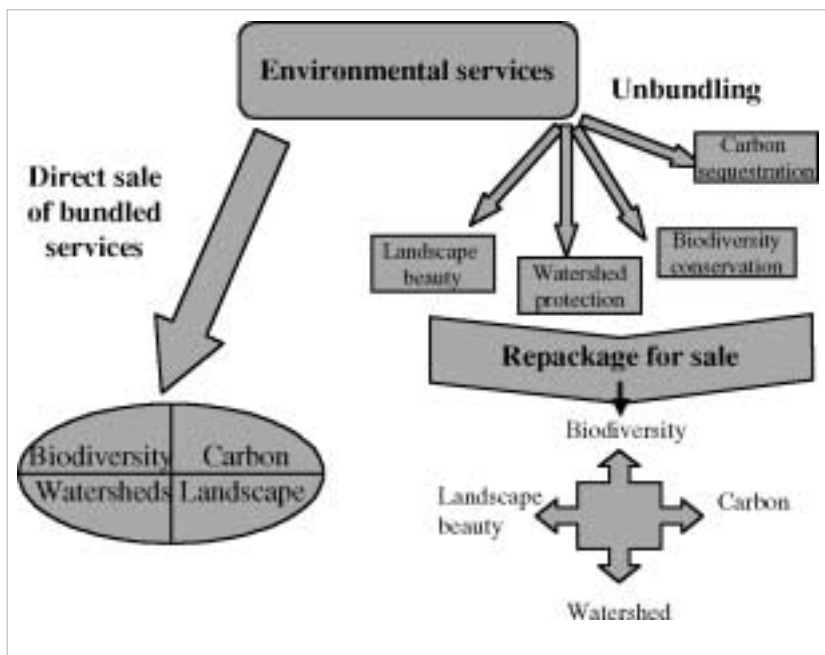 Environmental services
Unbundling
Direct sale
of bundled
services
Carbon
sequestration
Landscape
beauty
Watershed
protection
Biodiversity
conservation
Repackage for sale
Biodiversity
Landscape
beauty
Carbon
Watershed
Biodiversity Carbon
Watersheds Landscape